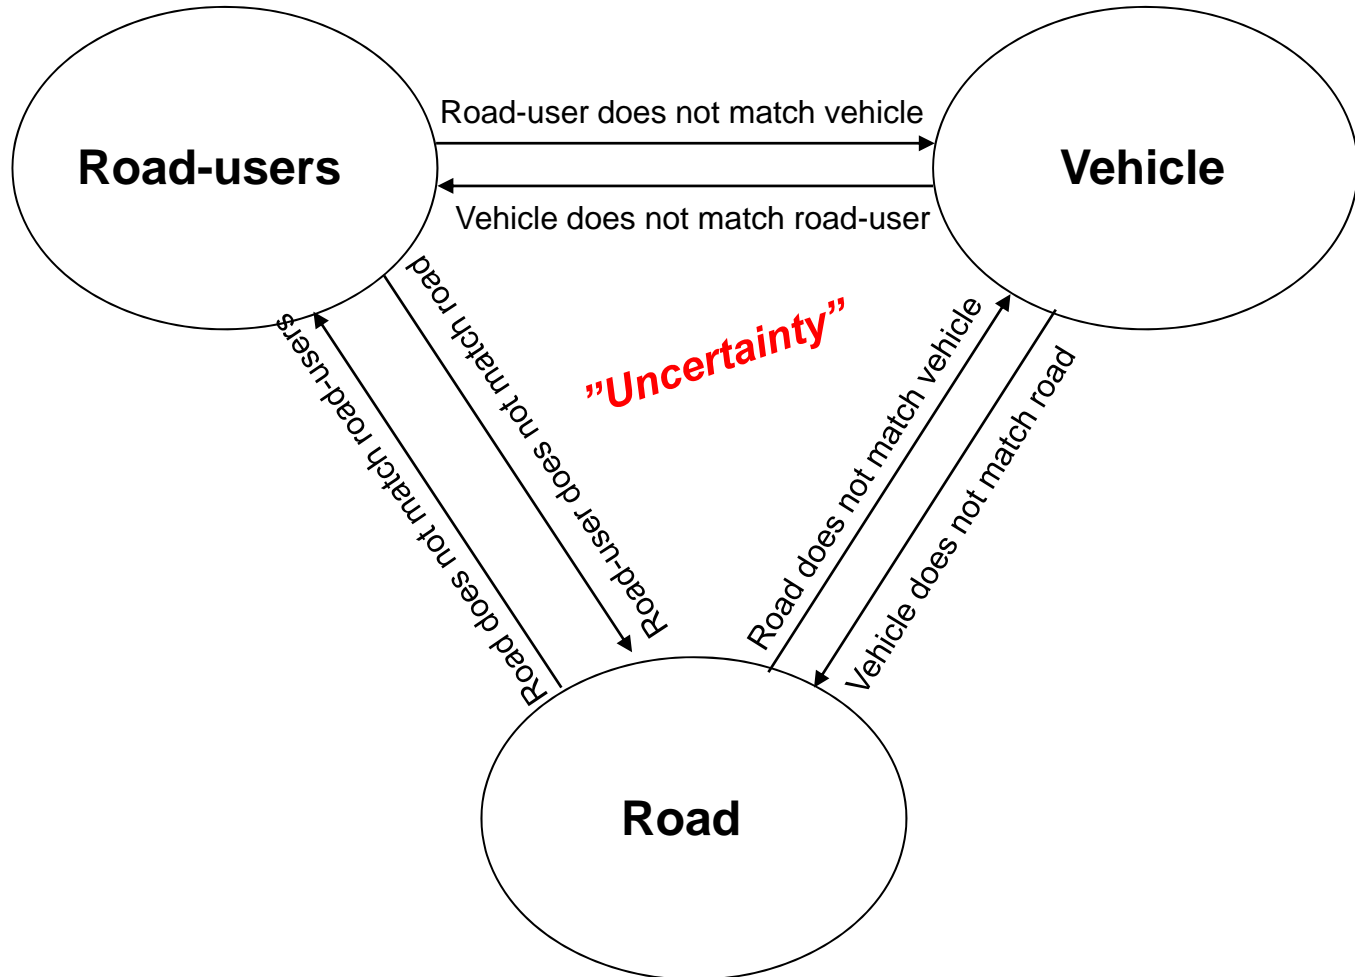 Road-user does not match vehicle
Road-users
Vehicle
Vehicle does not match road-user
Road-user does not match road
Road does not match road-users
”Uncertainty”
Road does not match vehicle
Vehicle does not match road
Road